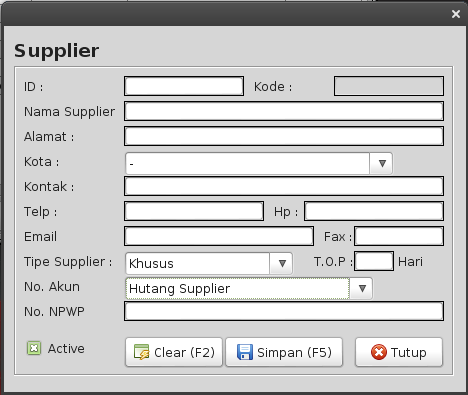 Supplier
ID : Kode :
Nama Supplier
Alamat :
Kota : -
Kontak :
Telp : Hp :
Email Fax :
Tipe Supplier : Khusus T.O.P : Hari
No. Akun Hutang Supplier
No. NPWP
Active Clear (F2) Simpan (F5) Tutup